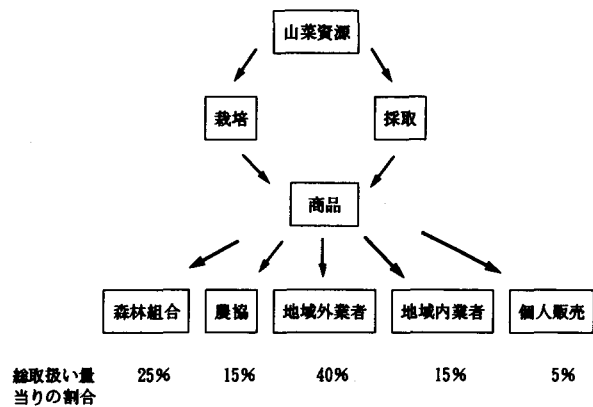 山菜資源
栽培
採取
商品
森林組合
農協
地域外業者
地域内業者
個人販売
総取扱い量 25% 15% 40% 15% 5%
当りの割合